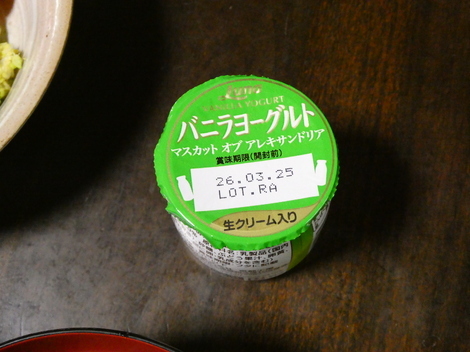 VANILLA YOGURT
バニラヨーグルト
マスカット オブ アレキサンドリア
賞味期限(開封前)
26.03.25
LOT.RA
生クリーム入り